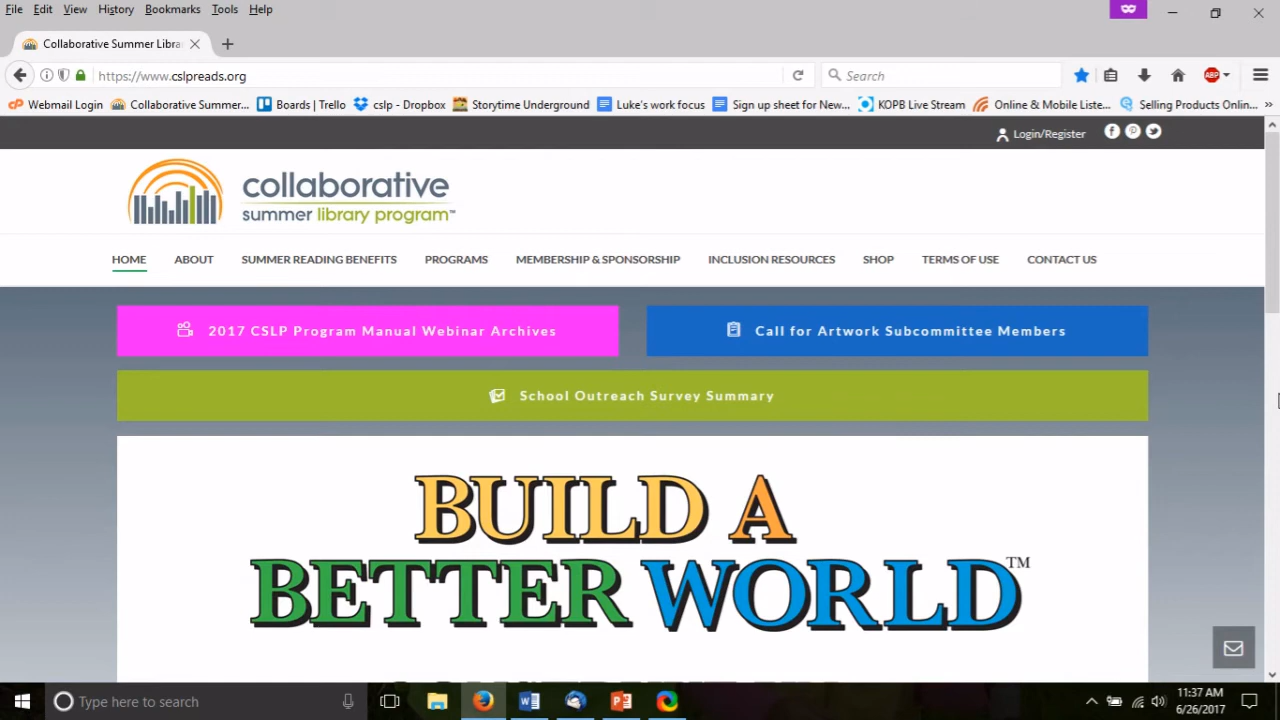 File Edit View History Bookmarks Tools Help
Collaborative Summer Libra
https://www.cslpreads.org
Search
ABP
Webmail Login Collaborative Summer... Boards | Trello cslp - Dropbox Storytime Underground Luke's work focus Sign up sheet for New... KOPB Live Stream Online & Mobile Liste... Selling Products Onlin... »
Login/Register
collaborative
summer library program™
HOME ABOUT SUMMER READING BENEFITS PROGRAMS MEMBERSHIP & SPONSORSHIP INCLUSION RESOURCES SHOP TERMS OF USE CONTACT US
2017 CSLP Program Manual Webinar Archives
Call for Artwork Subcommittee Members
School Outreach Survey Summary
BUILD A
BETTER WORLD™
Type here to search
11:37 AM
6/26/2017